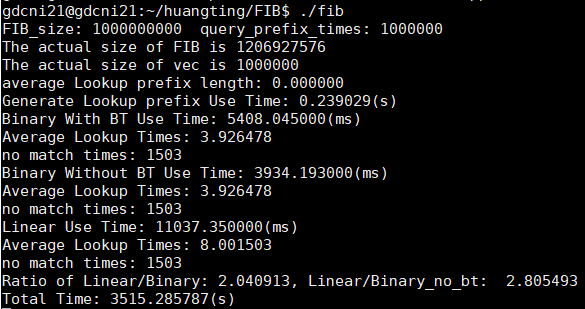 gdcni21@gdcni21:~/huangting/FIB$ ./fib
FIB_size: 1000000000  query_prefix_times: 1000000
The actual size of FIB is 1206927576
The actual size of vec is 1000000
average Lookup prefix length: 0.000000
Generate Lookup prefix Use Time: 0.239029(s)
Binary With BT Use Time: 5408.045000(ms)
Average Lookup Times: 3.926478
no match times: 1503
Binary Without BT Use Time: 3934.193000(ms)
Average Lookup Times: 3.926478
no match times: 1503
Linear Use Time: 11037.350000(ms)
Average Lookup Times: 8.001503
no match times: 1503
Ratio of Linear/Binary: 2.040913, Linear/Binary_no_bt:  2.805493
Total Time: 3515.285787(s)